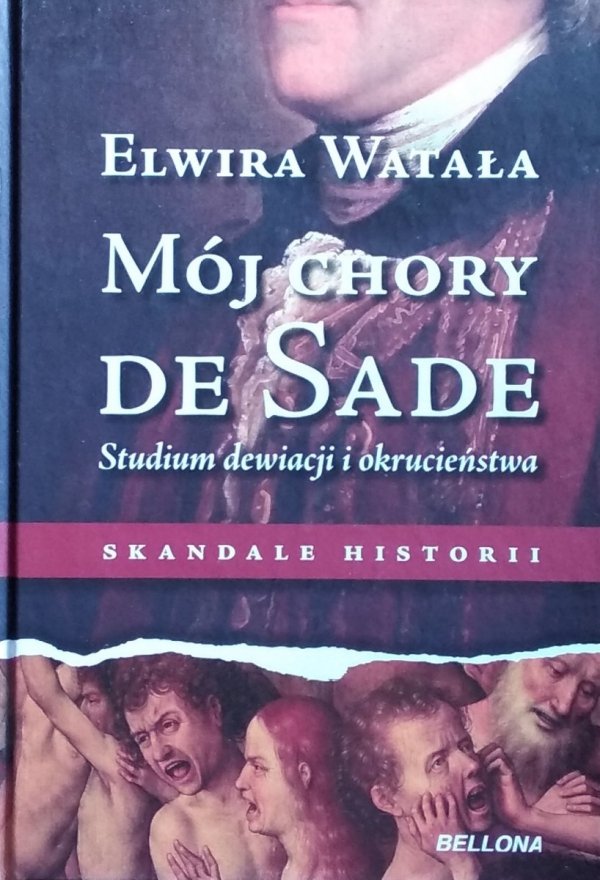 Elwira Watała
Mój chory
de Sade
Studium dewiacji i okrucieństwa
SKANDALE HISTORII
BELLONA